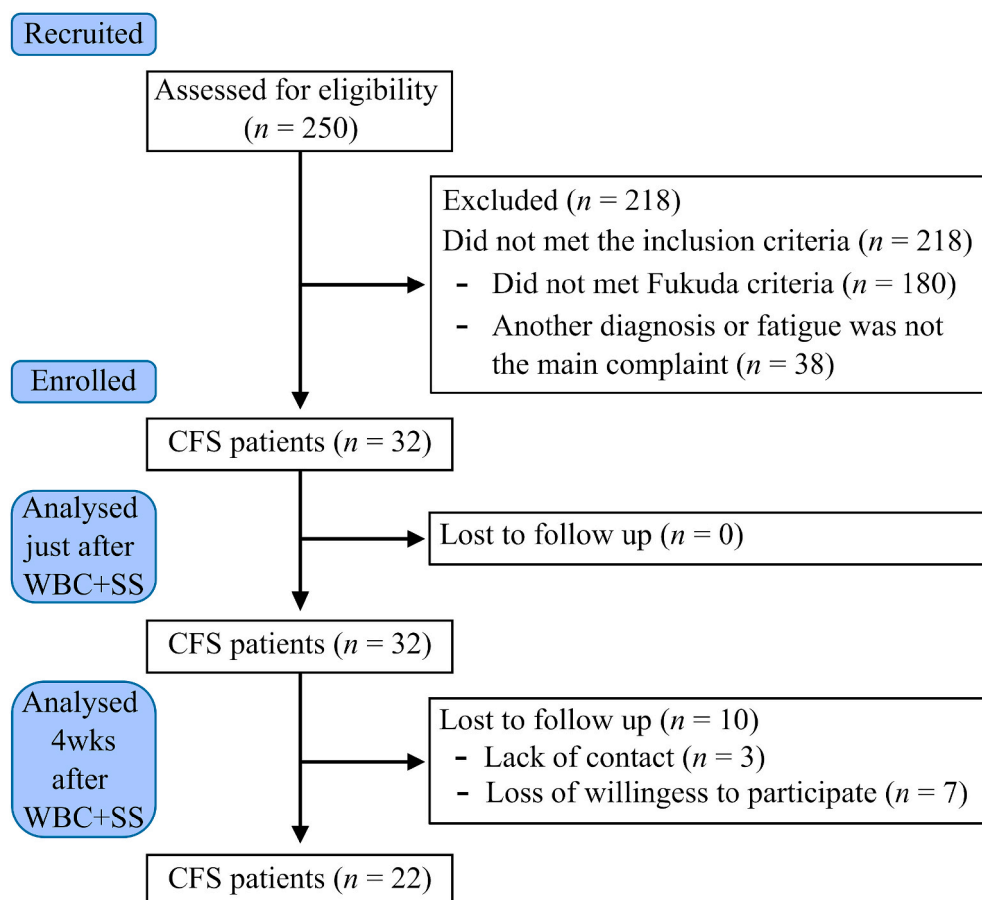 Recruited
Assessed for eligibility
(n = 250)
Excluded (n = 218)
Did not met the inclusion criteria (n = 218)
- Did not met Fukuda criteria (n = 180)
- Another diagnosis or fatigue was not
the main complaint (n = 38)
Enrolled
CFS patients (n = 32)
Analysed
just after
WBC+SS
Lost to follow up (n = 0)
CFS patients (n = 32)
Analysed
4wks
after
WBC+SS
Lost to follow up (n = 10)
- Lack of contact (n = 3)
- Loss of willingess to participate (n = 7)
CFS patients (n = 22)